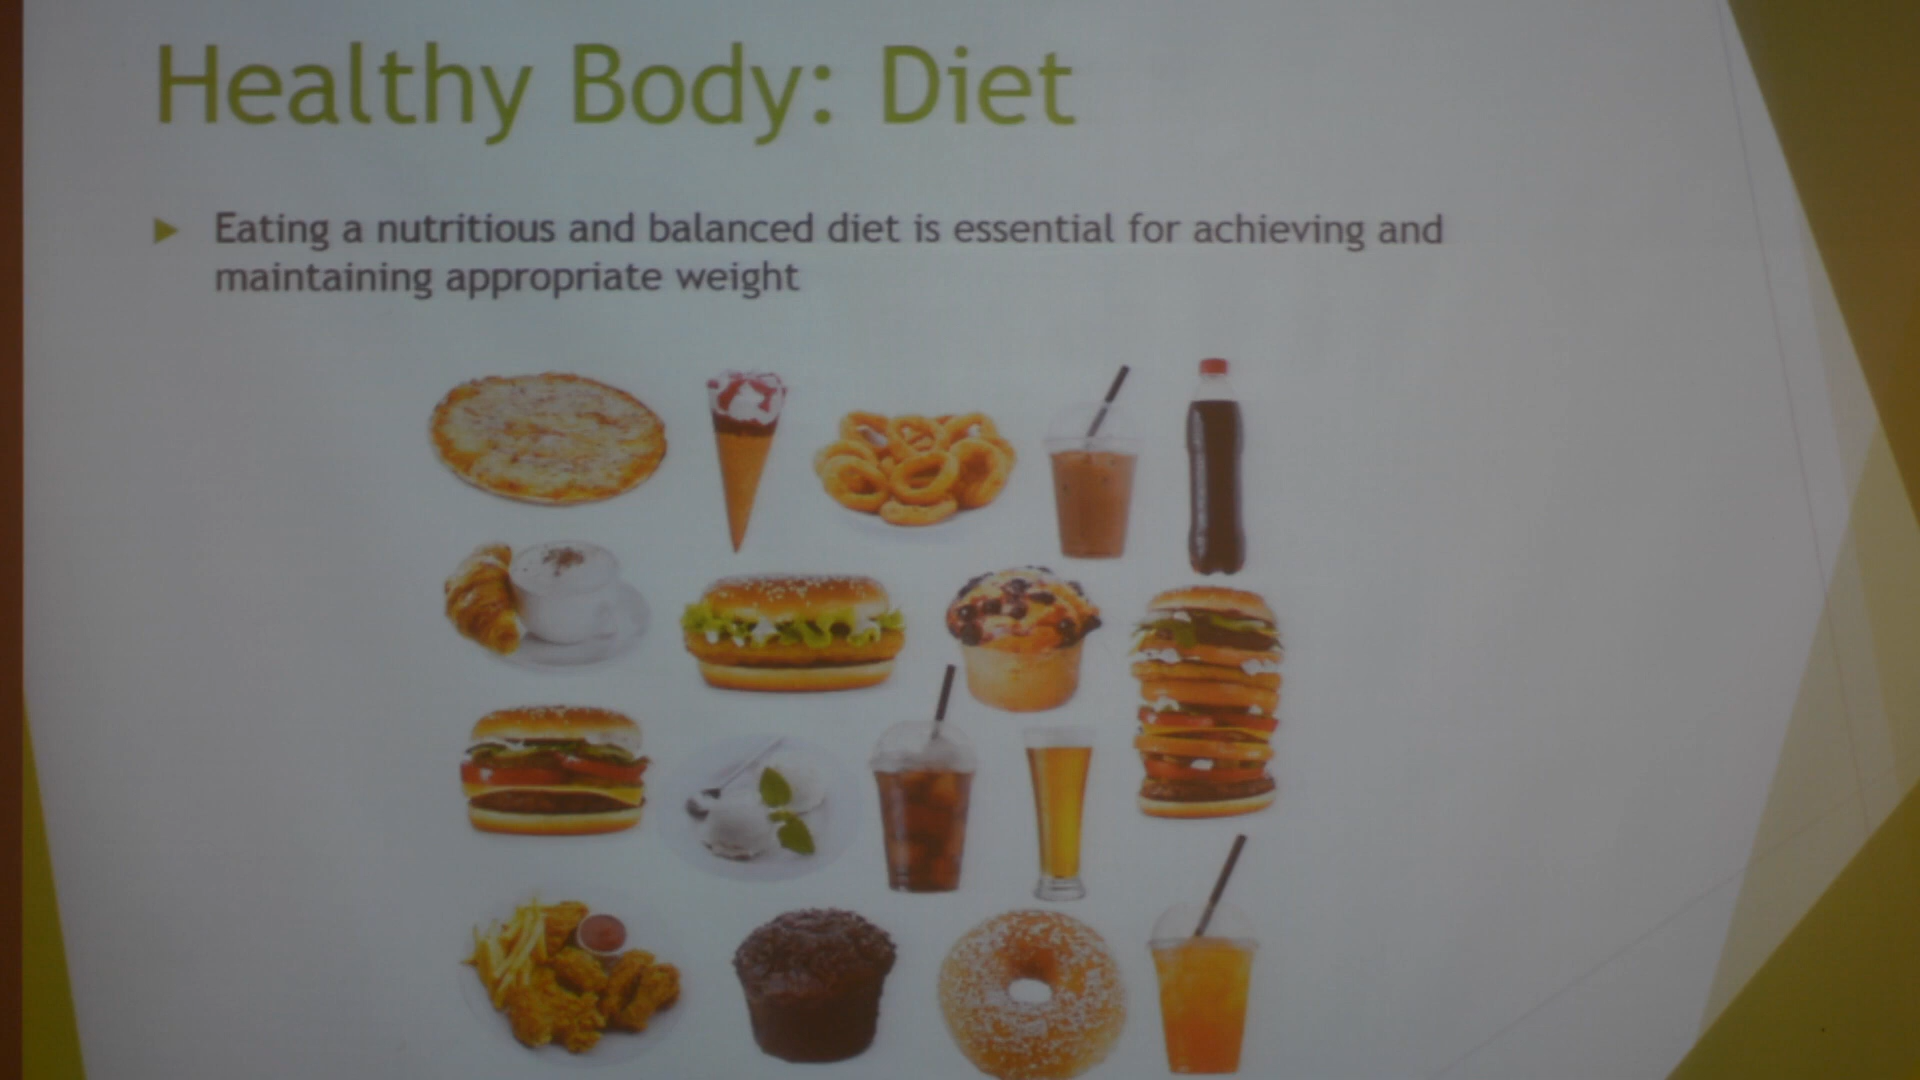 Healthy Body: Diet
Eating a nutritious and balanced diet is essential for achieving and
maintaining appropriate weight